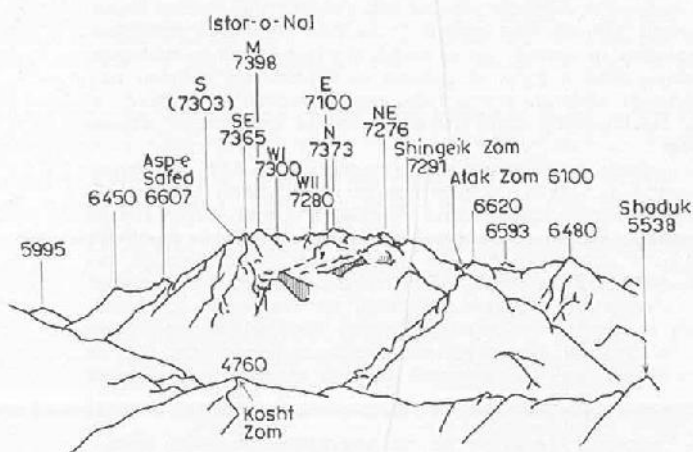 Istor-o-Nal
M
7398
S
(7303)
SE
7365
WI
7300
WII
7280
E
7100
N
7373
NE
7276
Shingeik Zom
7291
Atak Zom 6100
Asp-e
Safed
6607
6450
5995
6620
6593
6480
Shaduk
5538
4760
Kosht
Zom